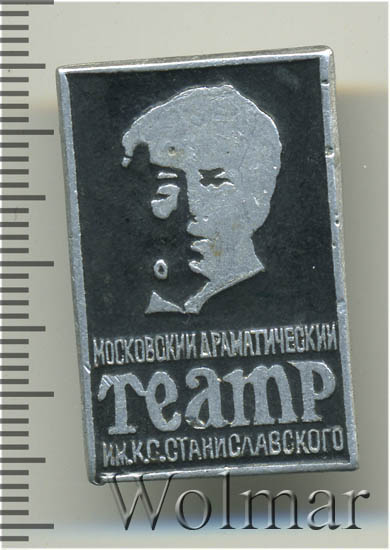 МОСКОВСКИЙ ДРАМАТИЧЕСКИЙ
Театр
ИМ.К.С.СТАНИСЛАВСКОГО
Wolmar